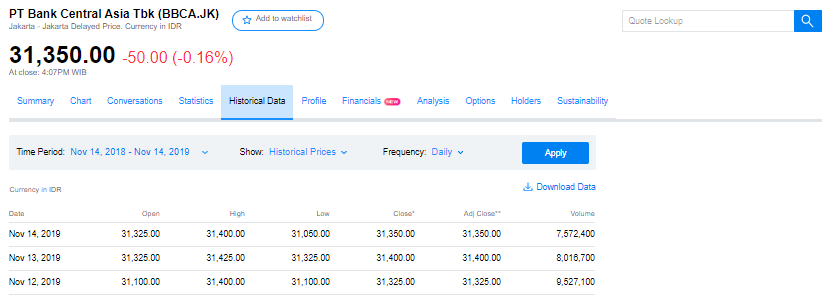 PT Bank Central Asia Tbk (BBCA.JK)
Add to watchlist
Quote Lookup
Jakarta - Jakarta Delayed Price. Currency in IDR
31,350.00 -50.00 (-0.16%)
At close: 4:07PM WIB
Summary Chart Conversations Statistics Historical Data Profile Financials NEW Analysis Options Holders Sustainability
Time Period: Nov 14, 2018 - Nov 14, 2019 Show: Historical Prices Frequency: Daily Apply
Currency in IDR Download Data
Date Open High Low Close* Adj Close** Volume
Nov 14, 2019 31,325.00 31,400.00 31,050.00 31,350.00 31,350.00 7,572,400
Nov 13, 2019 31,325.00 31,425.00 31,325.00 31,400.00 31,400.00 8,016,700
Nov 12, 2019 31,100.00 31,400.00 31,100.00 31,325.00 31,325.00 9,527,100